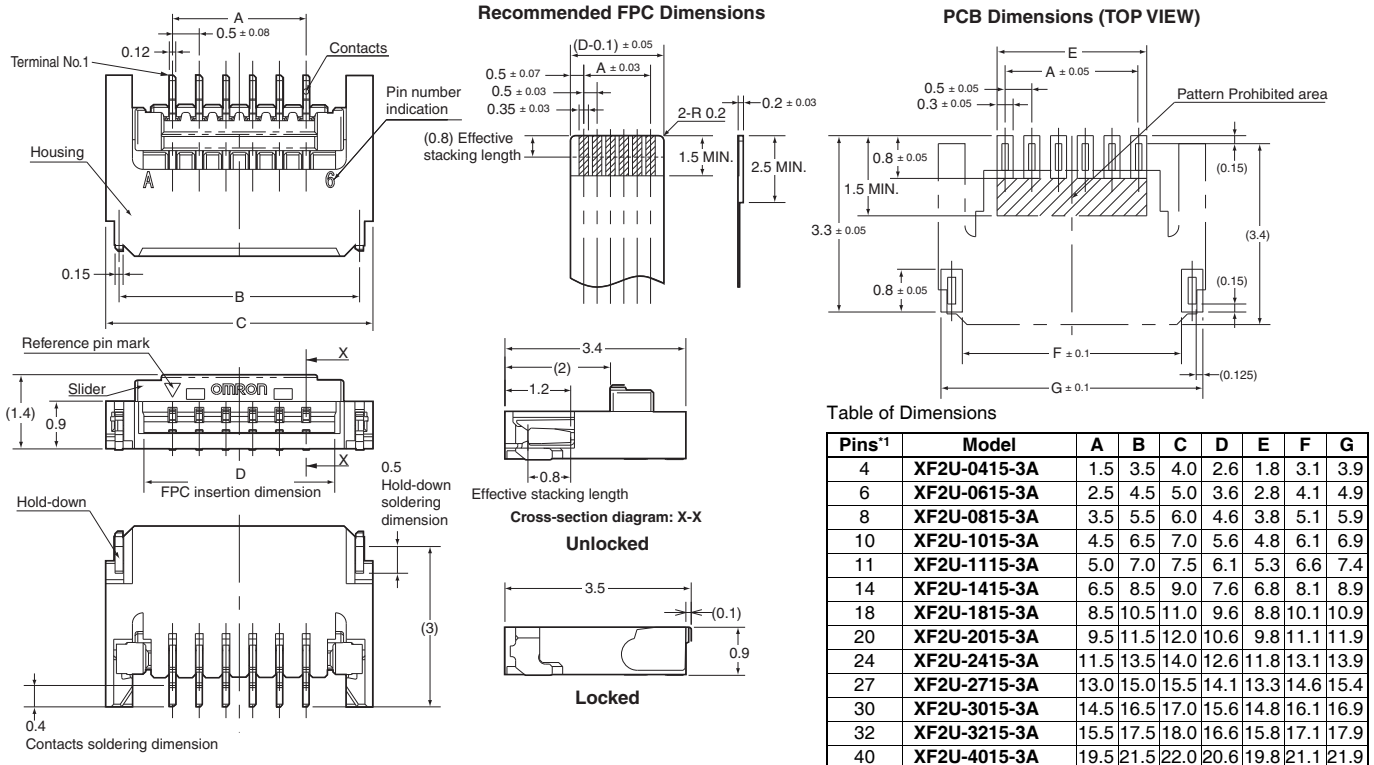 A
0.5 ± 0.08
0.12
Terminal No.1
Contacts
Pin number
indication
Housing
A
6
0.15
B
C
Recommended FPC Dimensions
(D-0.1) ± 0.05
0.5 ± 0.07
A ± 0.03
0.5 ± 0.03
0.35 ± 0.03
(0.8) Effective
stacking length
2-R 0.2
1.5 MIN.
0.2 ± 0.03
2.5 MIN.
PCB Dimensions (TOP VIEW)
E
A ± 0.05
0.5 ± 0.05
0.3 ± 0.05
Pattern Prohibited area
0.8 ± 0.05
1.5 MIN.
3.3 ± 0.05
(0.15)
(3.4)
0.8 ± 0.05
(0.15)
F ± 0.1
(0.125)
G ± 0.1
Reference pin mark
Slider
OMRON
X
(1.4)
0.9
X
D
FPC insertion dimension
0.5
Hold-down
soldering
dimension
Hold-down
(3)
0.4
Contacts soldering dimension
3.4
(2)
1.2
0.8
Effective stacking length
Cross-section diagram: X-X
Unlocked
3.5
(0.1)
0.9
Locked
Table of Dimensions
Pins*1 Model A B C D E F G
4 XF2U-0415-3A 1.5 3.5 4.0 2.6 1.8 3.1 3.9
6 XF2U-0615-3A 2.5 4.5 5.0 3.6 2.8 4.1 4.9
8 XF2U-0815-3A 3.5 5.5 6.0 4.6 3.8 5.1 5.9
10 XF2U-1015-3A 4.5 6.5 7.0 5.6 4.8 6.1 6.9
11 XF2U-1115-3A 5.0 7.0 7.5 6.1 5.3 6.6 7.4
14 XF2U-1415-3A 6.5 8.5 9.0 7.6 6.8 8.1 8.9
18 XF2U-1815-3A 8.5 10.5 11.0 9.6 8.8 10.1 10.9
20 XF2U-2015-3A 9.5 11.5 12.0 10.6 9.8 11.1 11.9
24 XF2U-2415-3A 11.5 13.5 14.0 12.6 11.8 13.1 13.9
27 XF2U-2715-3A 13.0 15.0 15.5 14.1 13.3 14.6 15.4
30 XF2U-3015-3A 14.5 16.5 17.0 15.6 14.8 16.1 16.9
32 XF2U-3215-3A 15.5 17.5 18.0 16.6 15.8 17.1 17.9
40 XF2U-4015-3A 19.5 21.5 22.0 20.6 19.8 21.1 21.9